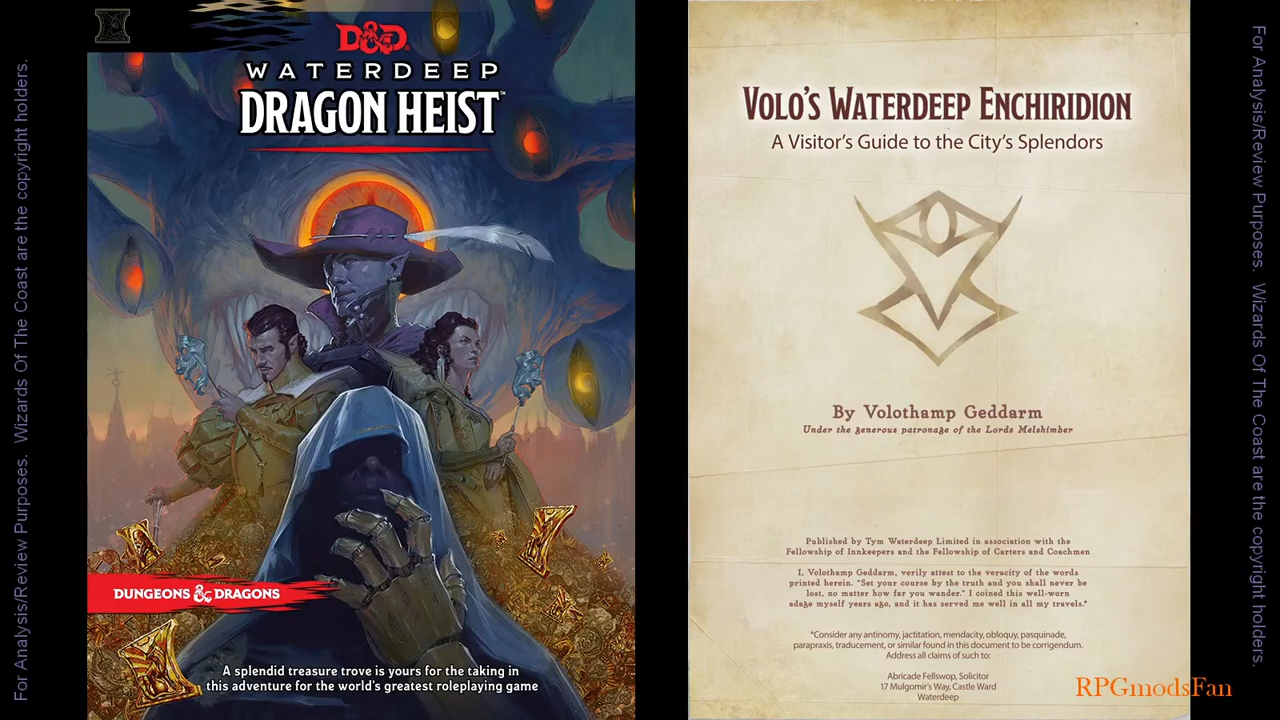 For Analysis/Review Purposes.  Wizards Of The Coast are the copyright holders.
D&D
WATERDEEP
DRAGON HEIST™
DUNGEONS & DRAGONS
A splendid treasure trove is yours for the taking in
this adventure for the world's greatest roleplaying game
VOLO'S WATERDEEP ENCHIRIDION
A Visitor's Guide to the City's Splendors
By Volothamp Geddarm
Under the generous patronage of the Lords Melshimber
Published by Tym Waterdeep Limited in association with the
Fellowship of Innkeepers and the Fellowship of Carters and Coachmen
I, Volothamp Geddarm, verily attest to the veracity of the words
printed herein. "Set your course by the truth and you shall never be
lost, no matter how far you wander." I coined this well-worn
adage myself years ago, and it has served me well in all my travels.*
*Consider any antinomy, jactitation, mendacity, obloquy, pasquinade,
parapraxis, traducement, or similar found in this document to be corrigendum.
Address all claims of such to:
Abricade Fellswop, Solicitor
17 Mulgomir's Way, Castle Ward
Waterdeep
RPGmodsFan
For Analysis/Review Purposes.  Wizards Of The Coast are the copyright holders.